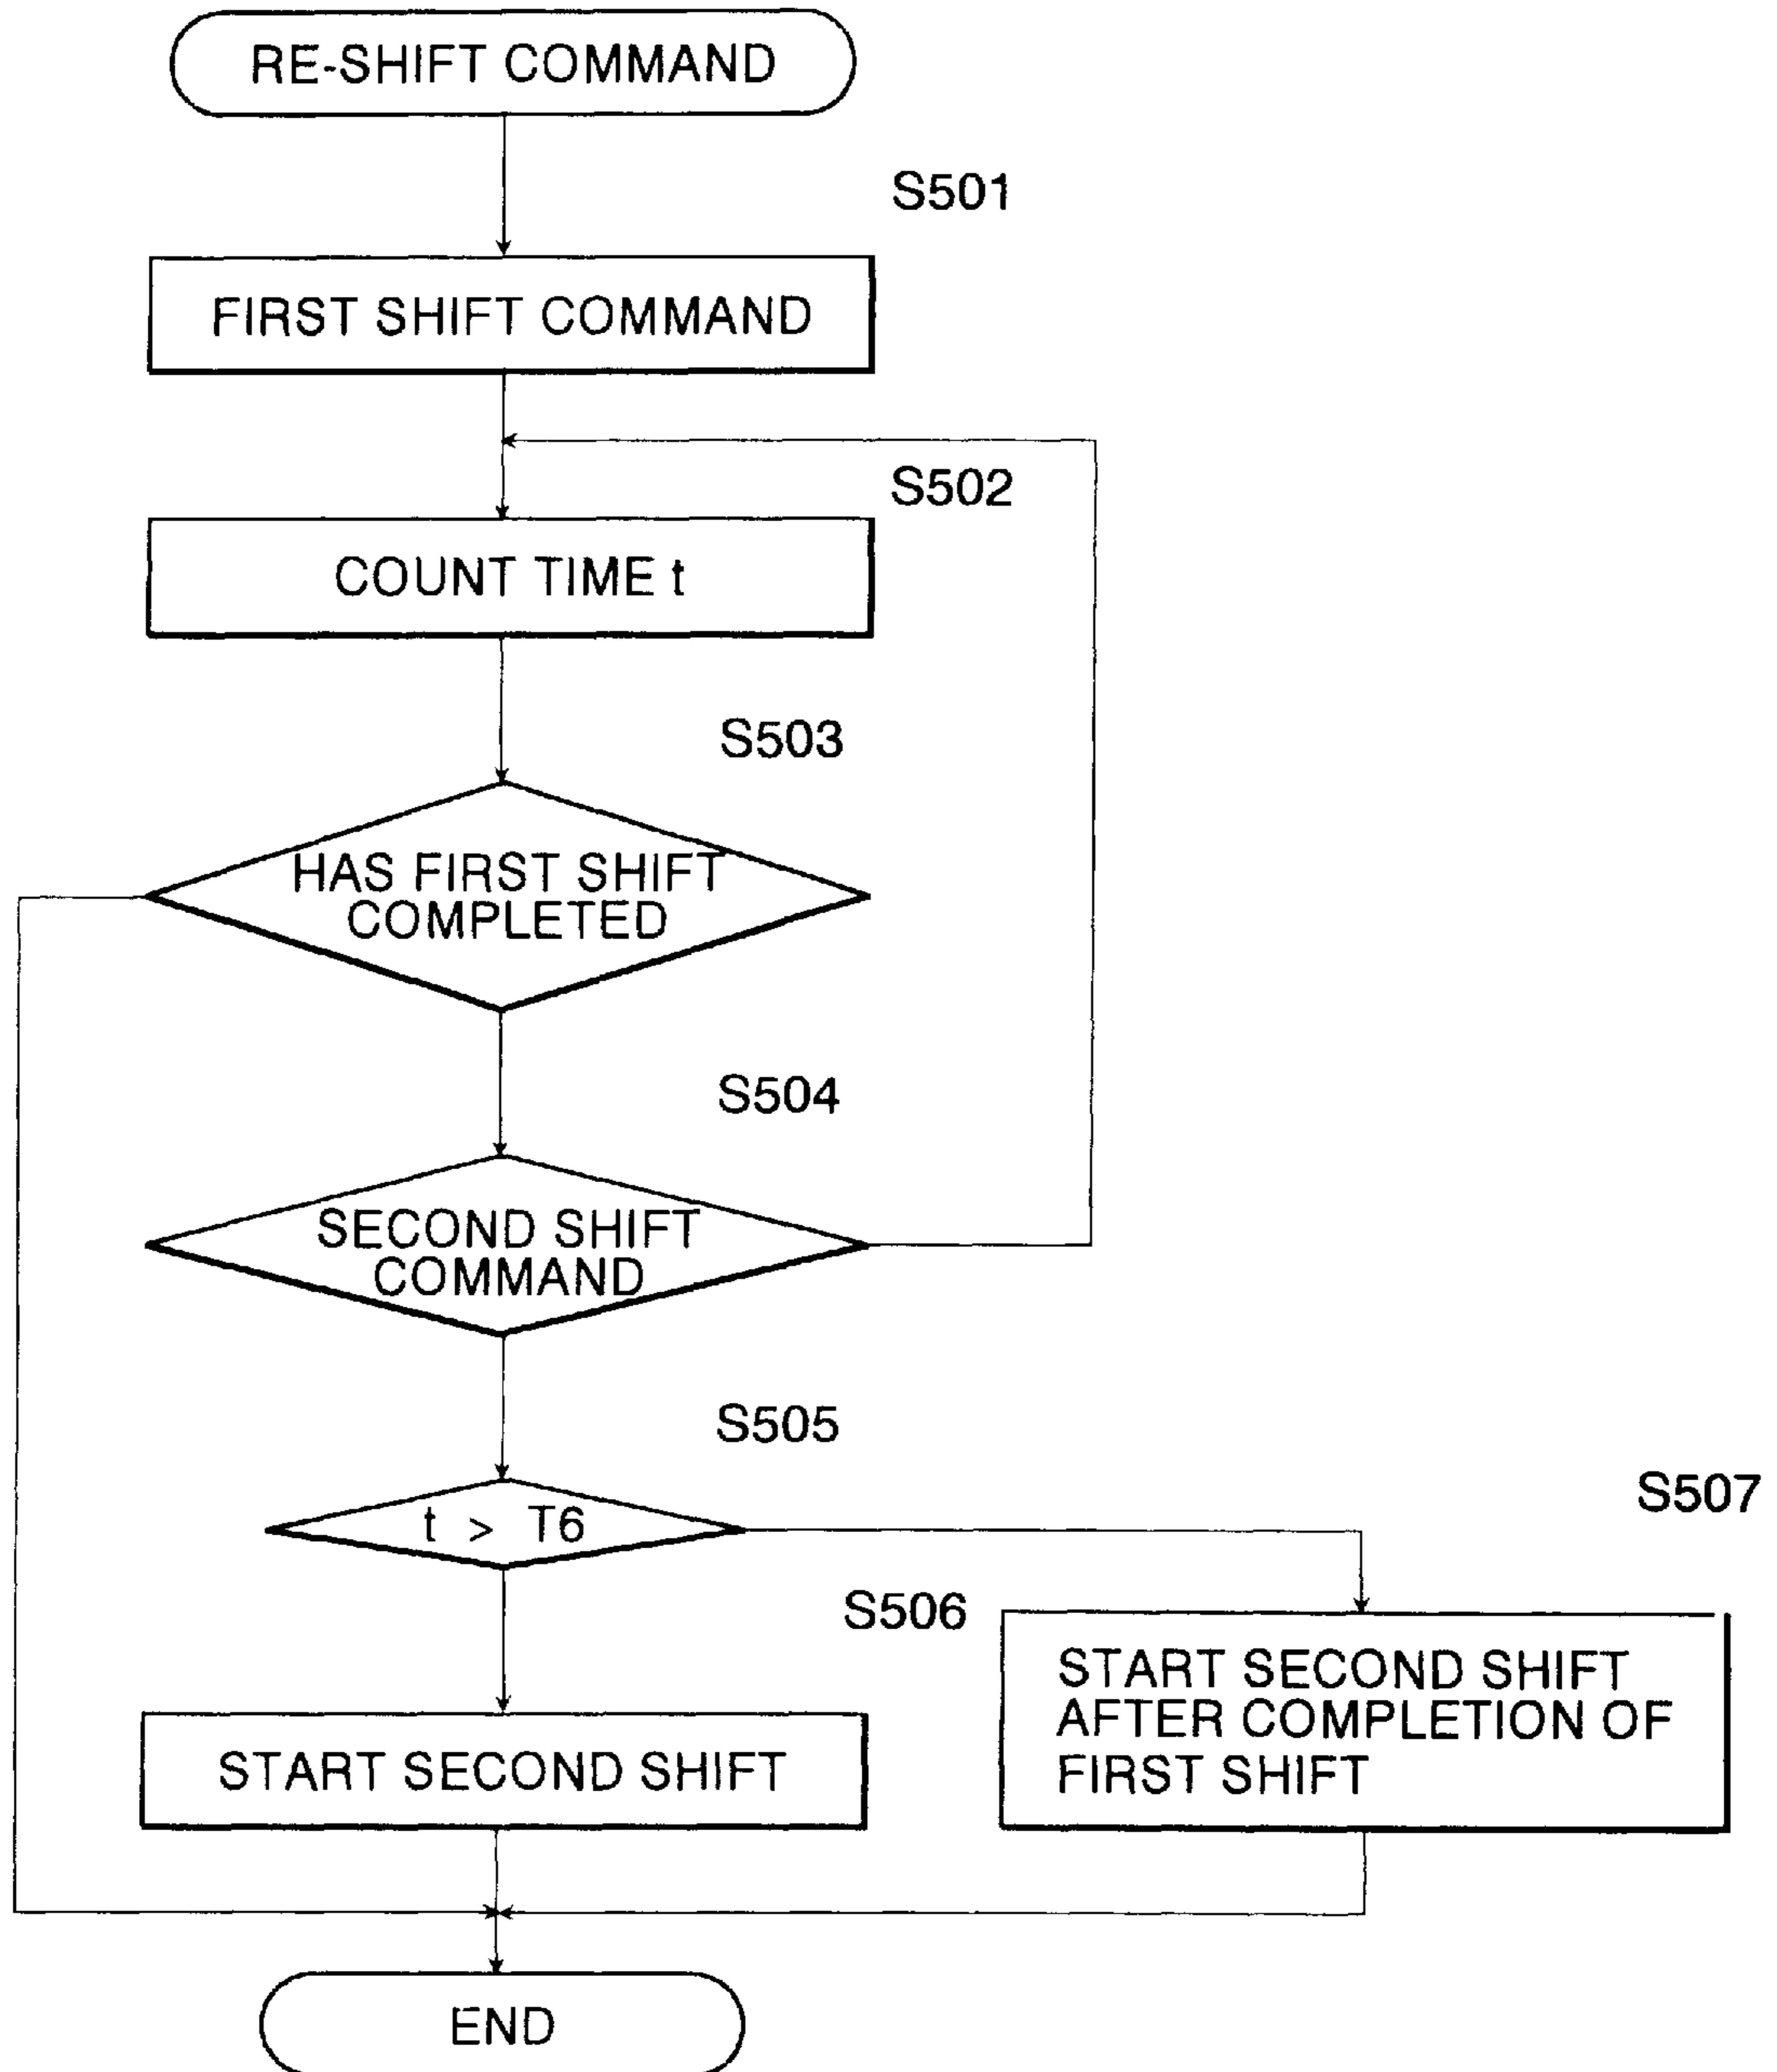 RE-SHIFT COMMAND
S501
FIRST SHIFT COMMAND
S502
COUNT TIME t
S503
HAS FIRST SHIFT
COMPLETED
S504
SECOND SHIFT
COMMAND
S505
t > T6
S507
S506
START SECOND SHIFT
AFTER COMPLETION OF
FIRST SHIFT
START SECOND SHIFT
END